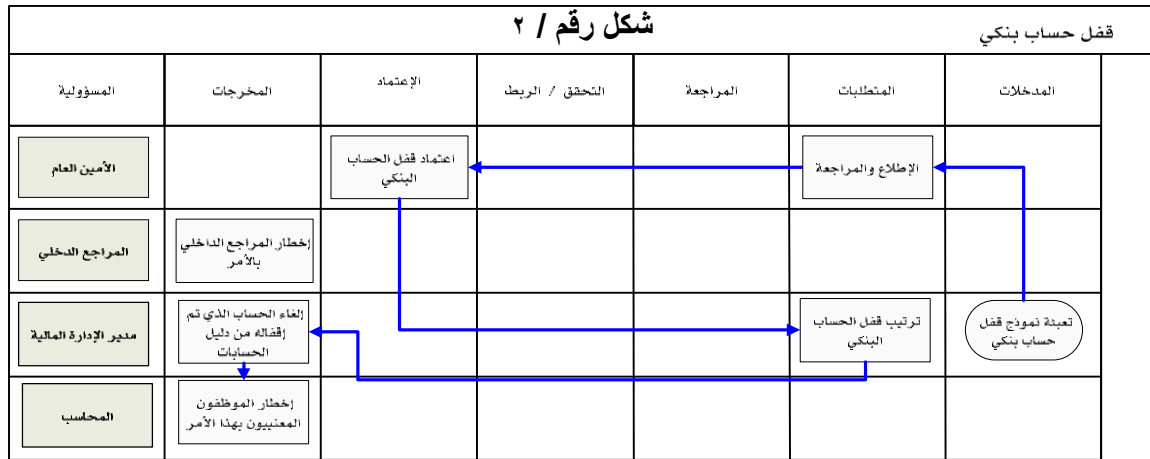 قفل حساب بنكي
شكل رقم / ٢
المدخلات
المتطلبات
المراجعة
التحقق / الربط
الإعتماد
المخرجات
المسؤولية
الإطلاع والمراجعة
اعتماد قفل الحساب
البنكي
الأمين العام
إخطار المراجع الداخلي
بالأمر
المراجع الدخلي
تعبئة نموذج قفل
حساب بنكي
ترتيب قفل الحساب
البنكي
إلغاء الحساب الذي تم
إقفاله من دليل
الحسابات
مدير الإدارة المالية
إخطار الموظفون
المعنييون بهذا الأمر
المحاسب